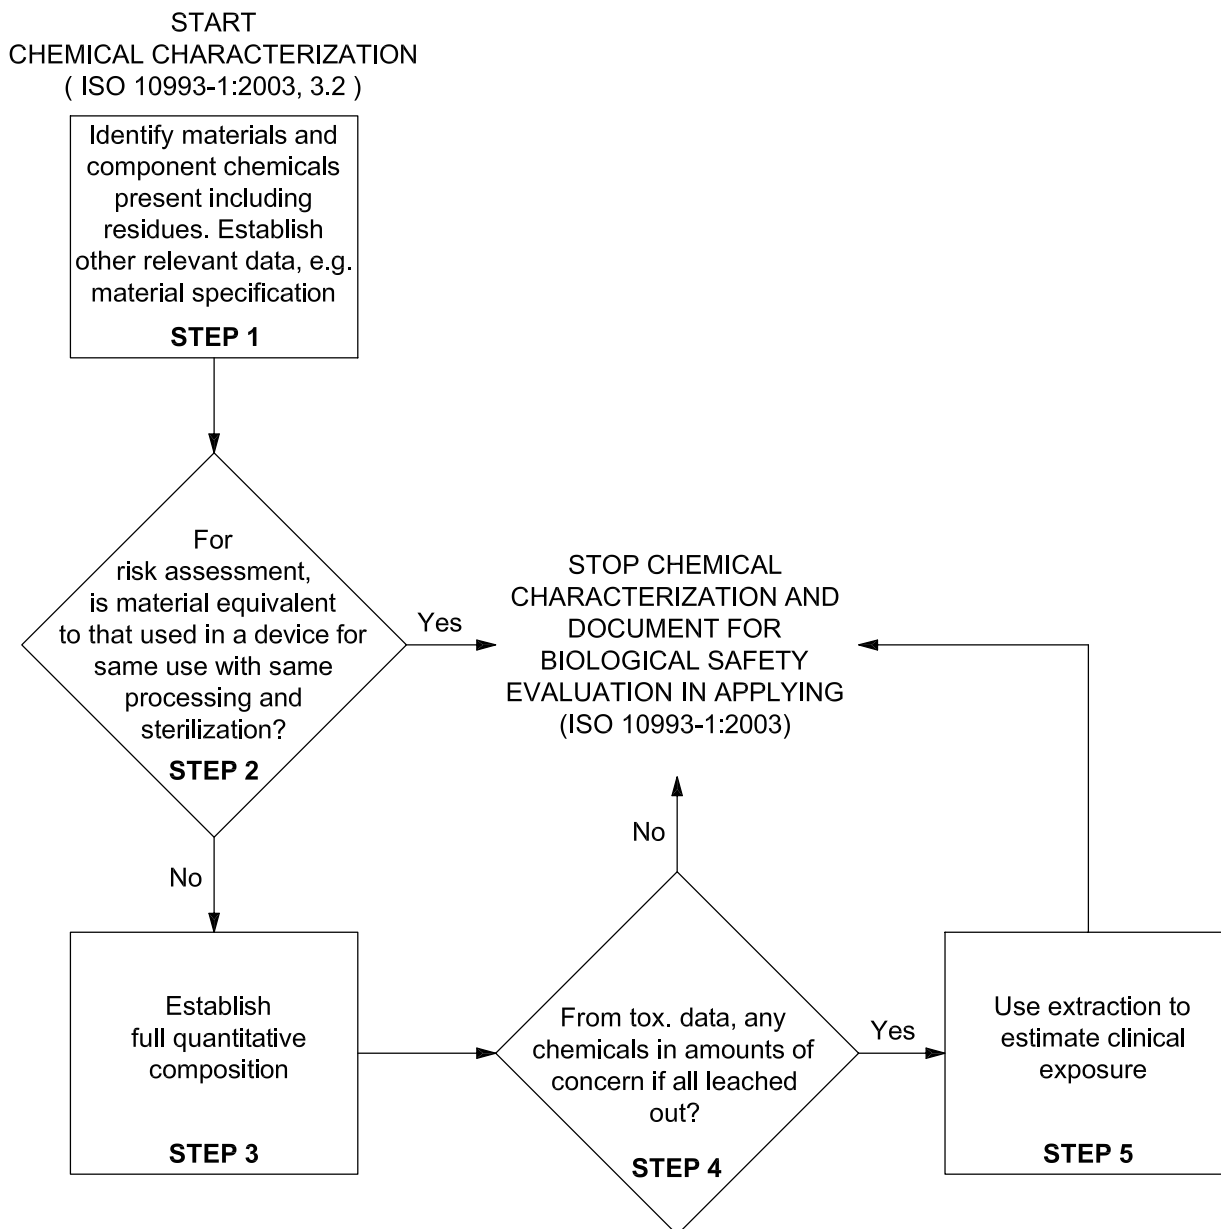 START
CHEMICAL CHARACTERIZATION
( ISO 10993-1:2003, 3.2 )
Identify materials and
component chemicals
present including
residues. Establish
other relevant data, e.g.
material specification
STEP 1
For
risk assessment,
is material equivalent
to that used in a device for
same use with same
processing and
sterilization?
STEP 2
Yes
STOP CHEMICAL
CHARACTERIZATION AND
DOCUMENT FOR
BIOLOGICAL SAFETY
EVALUATION IN APPLYING
(ISO 10993-1:2003)
No
No
Establish
full quantitative
composition
STEP 3
From tox. data, any
chemicals in amounts of
concern if all leached
out?
STEP 4
Yes
Use extraction to
estimate clinical
exposure
STEP 5